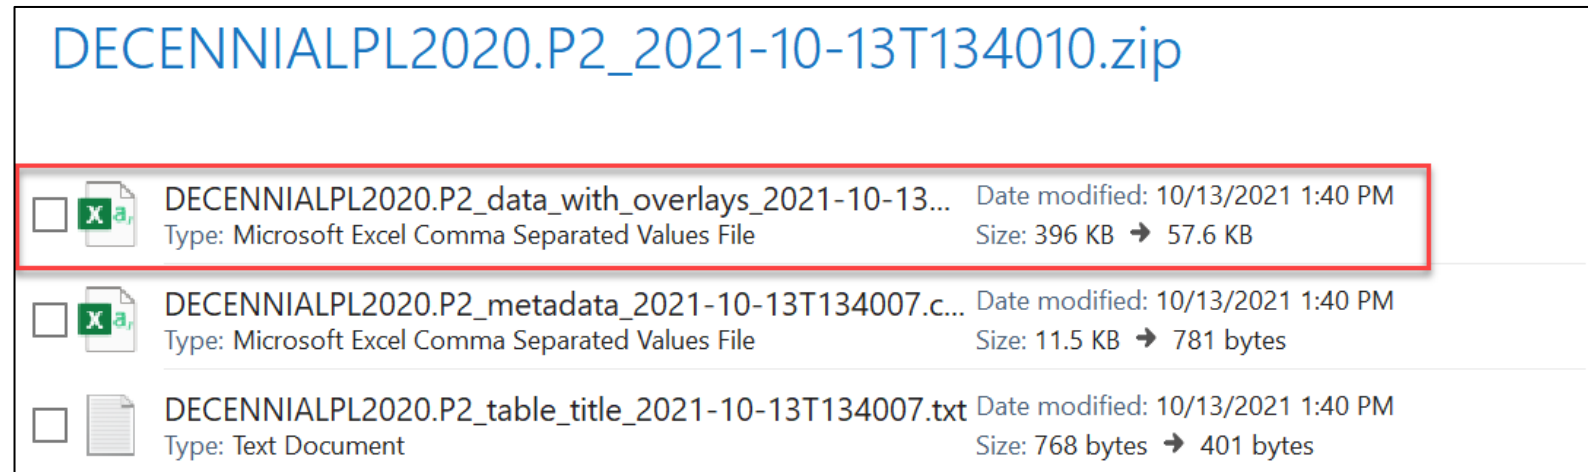 DECENNIALPL2020.P2_2021-10-13T134010.zip
DECENNIALPL2020.P2_data_with_overlays_2021-10-13... Date modified: 10/13/2021 1:40 PM
Type: Microsoft Excel Comma Separated Values File Size: 396 KB ➔ 57.6 KB
DECENNIALPL2020.P2_metadata_2021-10-13T134007.c... Date modified: 10/13/2021 1:40 PM
Type: Microsoft Excel Comma Separated Values File Size: 11.5 KB ➔ 781 bytes
DECENNIALPL2020.P2_table_title_2021-10-13T134007.txt Date modified: 10/13/2021 1:40 PM
Type: Text Document Size: 768 bytes ➔ 401 bytes